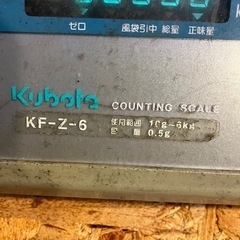 ゼロ 風袋引中 給量 正味量
Kubota COUNTING SCALE
KF-Z-6 使用範囲 10g-6kg
目量 0.5g